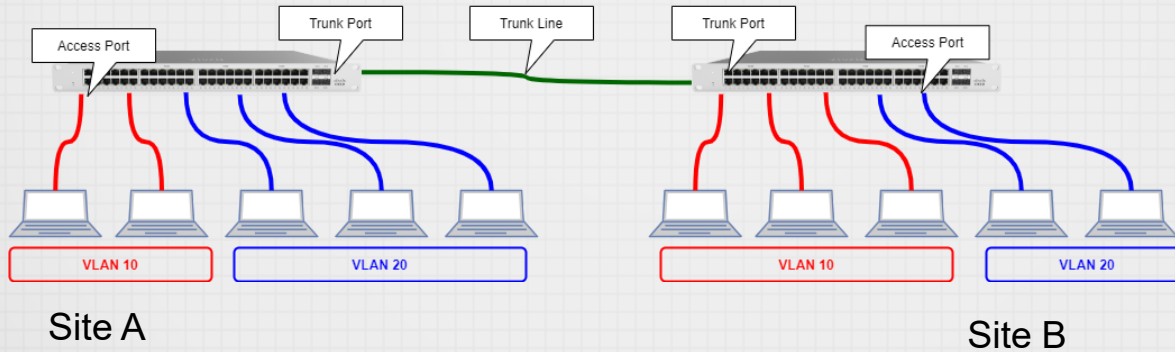 Access Port
Trunk Port
Trunk Line
Trunk Port
Access Port
VLAN 10
VLAN 20
VLAN 10
VLAN 20
Site A
Site B